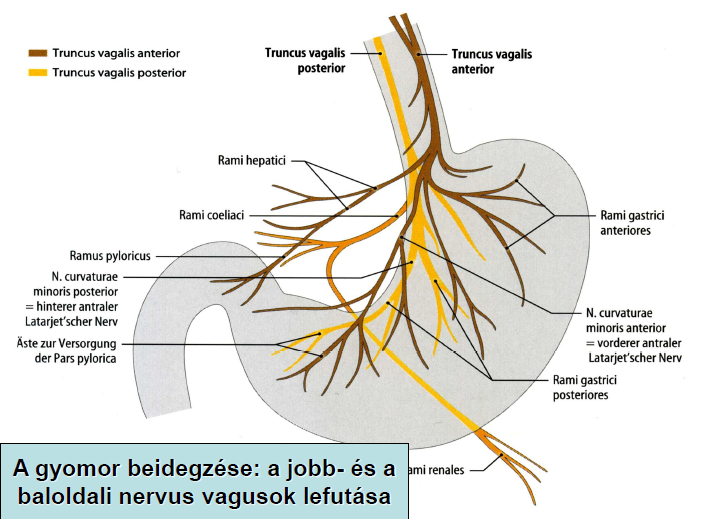 Truncus vagalis anterior
Truncus vagalis posterior
Truncus vagalis
posterior
Truncus vagalis
anterior
Rami hepatici
Rami coeliaci
Rami gastrici
anteriores
Ramus pyloricus
N. curvaturae
minoris posterior
= hinterer antraler
Latarjet'scher Nerv
Äste zur Versorgung
der Pars pylorica
N. curvaturae
minoris anterior
= vorderer antraler
Latarjet'scher Nerv
Rami gastrici
posteriores
ami renales
A gyomor beidegzése: a jobb- és a
baloldali nervus vagusok lefutása